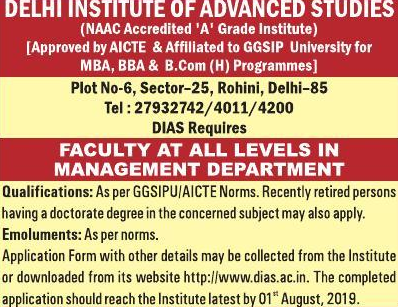 DELHI INSTITUTE OF ADVANCED STUDIES
(NAAC Accredited 'A' Grade Institute)
[Approved by AICTE & Affiliated to GGSIP University for
MBA, BBA & B.Com (H) Programmes]
Plot No-6, Sector-25, Rohini, Delhi-85
Tel : 27932742/4011/4200
DIAS Requires
FACULTY AT ALL LEVELS IN
MANAGEMENT DEPARTMENT
Qualifications: As per GGSIPU/AICTE Norms. Recently retired persons
having a doctorate degree in the concerned subject may also apply.
Emoluments: As per norms.
Application Form with other details may be collected from the Institute
or downloaded from its website http://www.dias.ac.in. The completed
application should reach the Institute latest by 01st August, 2019.